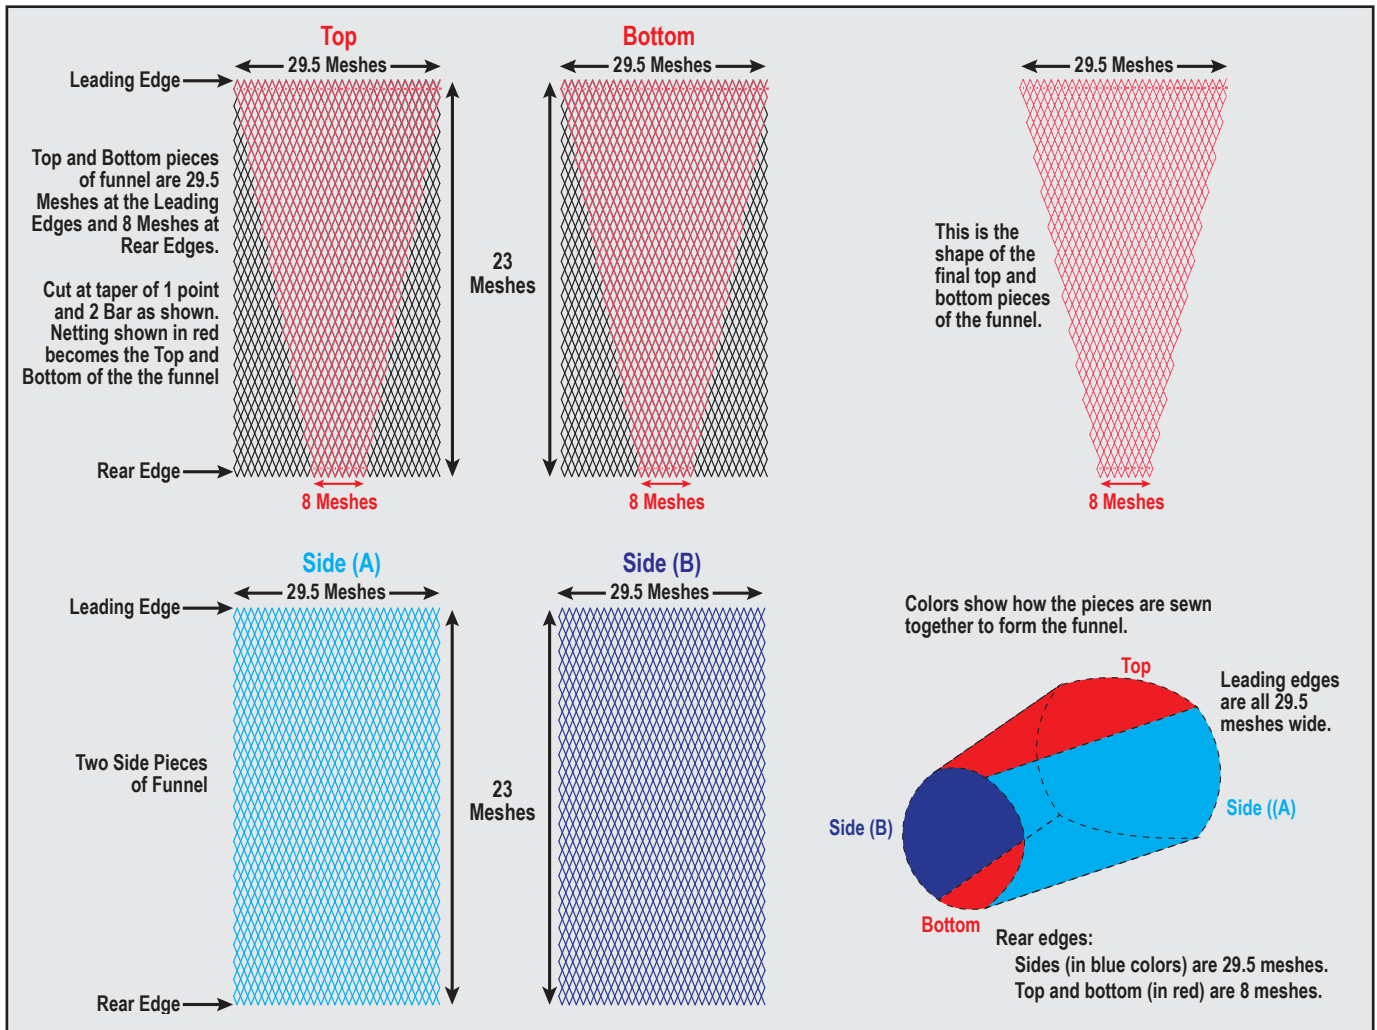 Top
29.5 Meshes
Leading Edge
Top and Bottom pieces
of funnel are 29.5
Meshes at the Leading
Edges and 8 Meshes at
Rear Edges.
Cut at taper of 1 point
and 2 Bar as shown.
Netting shown in red
becomes the Top and
Bottom of the the funnel
Rear Edge
8 Meshes
Bottom
29.5 Meshes
23
Meshes
8 Meshes
29.5 Meshes
This is the
shape of the
final top and
bottom pieces
of the funnel.
8 Meshes
Side (A)
29.5 Meshes
Leading Edge
Two Side Pieces
of Funnel
Rear Edge
Side (B)
29.5 Meshes
23
Meshes
Colors show how the pieces are sewn
together to form the funnel.
Top
Leading edges
are all 29.5
meshes wide.
Side (B)
Side ((A)
Bottom
Rear edges:
Sides (in blue colors) are 29.5 meshes.
Top and bottom (in red) are 8 meshes.